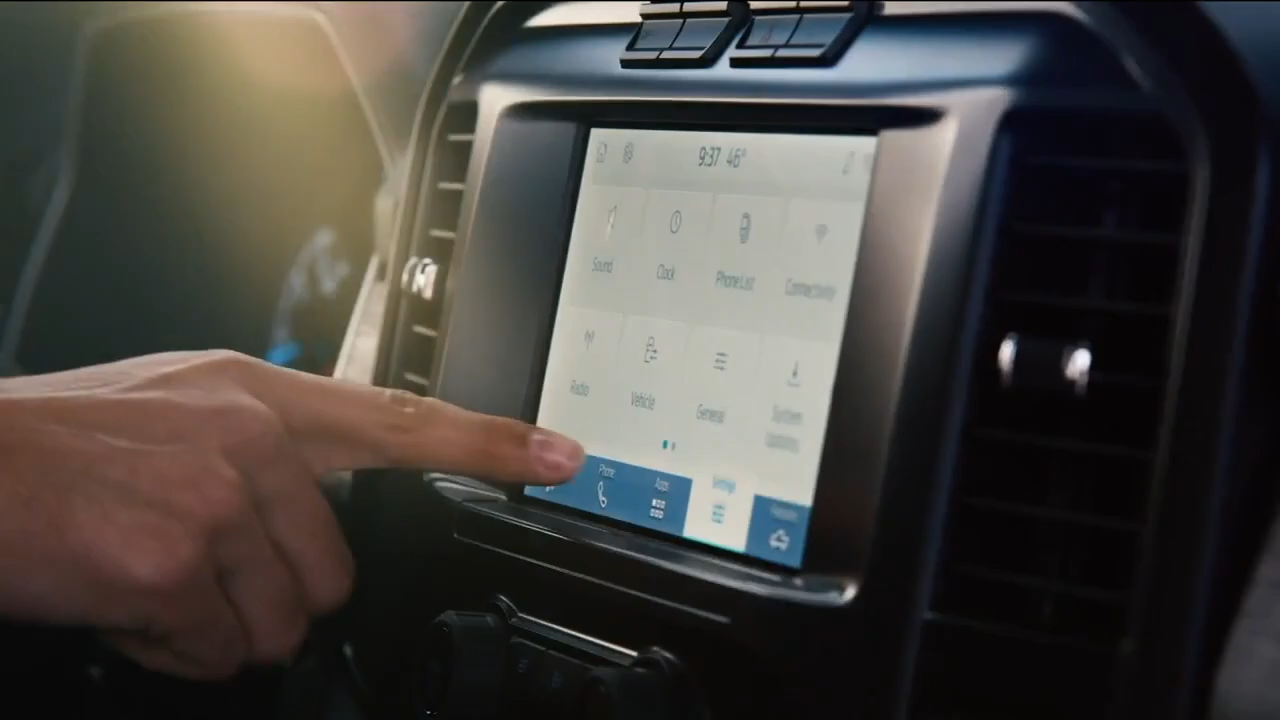 9:37 46°
Sound Clock Phone List Connectivity
Radio Vehicle General System
Updates
Phone Apps Settings